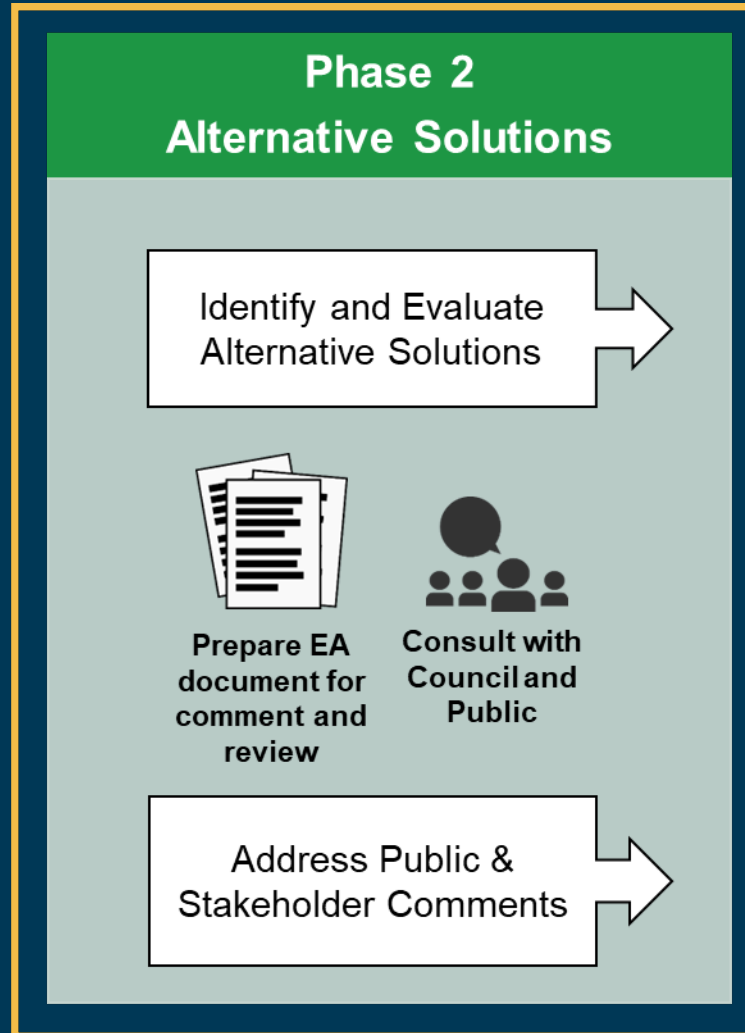 Phase 2
Alternative Solutions
Identify and Evaluate
Alternative Solutions
Prepare EA
document for
comment and
review
Consult with
Council and
Public
Address Public &
Stakeholder Comments